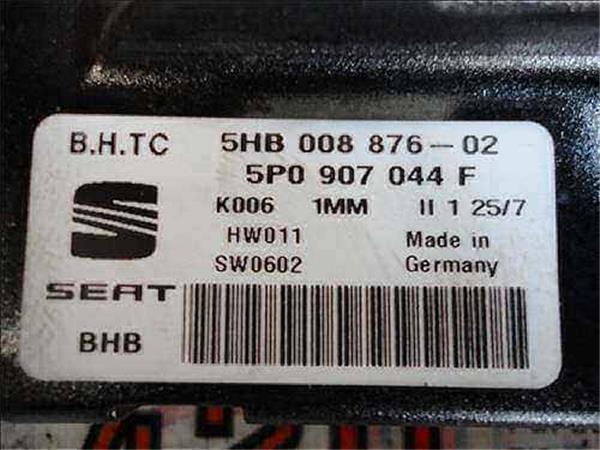 B.H.TC 5HB 008 876-02
5P0 907 044 F
K006 1MM II 1 25/7
HW011 Made in
SW0602 Germany
SEAT
BHB